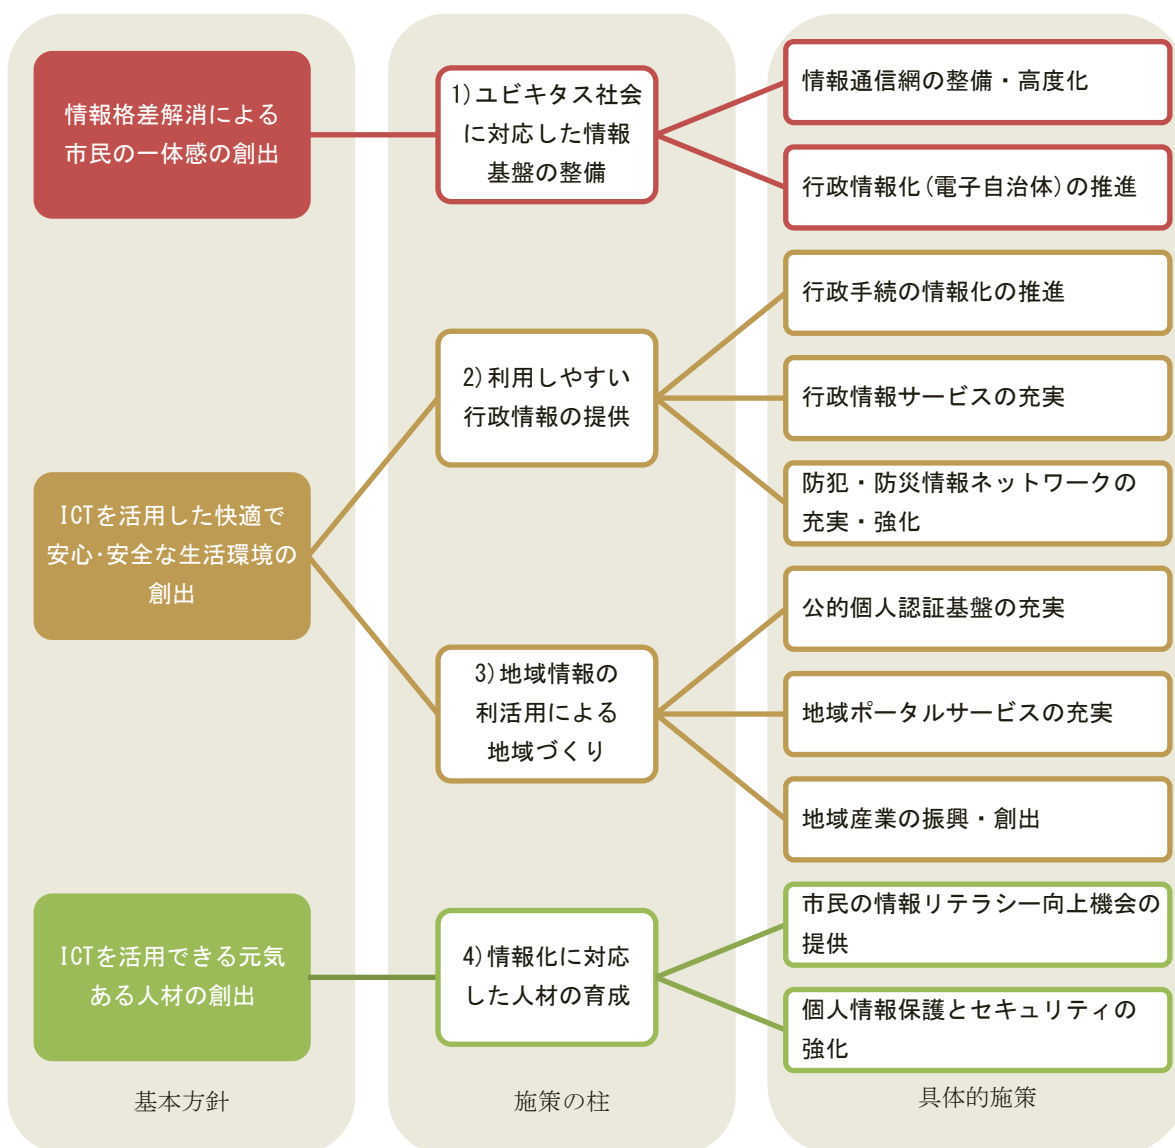 情報格差解消による
市民の一体感の創出
1)ユビキタス社会
に対応した情報
基盤の整備
情報通信網の整備・高度化
行政情報化(電子自治体)の推進
ICTを活用した快適で
安心・安全な生活環境の
創出
2)利用しやすい
行政情報の提供
行政手続の情報化の推進
行政情報サービスの充実
防犯・防災情報ネットワークの
充実・強化
3)地域情報の
利活用による
地域づくり
公的個人認証基盤の充実
地域ポータルサービスの充実
地域産業の振興・創出
ICTを活用できる元気
ある人材の創出
4)情報化に対応
した人材の育成
市民の情報リテラシー向上機会の
提供
個人情報保護とセキュリティの
強化
基本方針
施策の柱
具体的施策